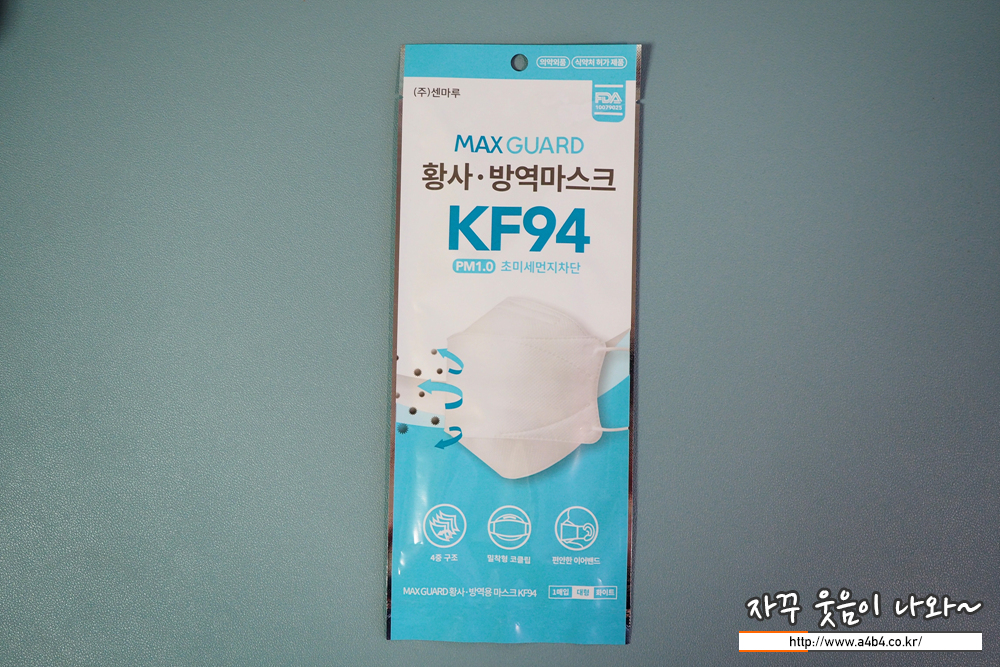 의약외품 식약처 허가 제품
(주)센마루
FDA
10079025
MAX GUARD
황사·방역마스크
KF94
PM1.0 초미세먼지차단
4중 구조
밀착형 코클립
편안한 이어밴드
MAX GUARD 황사·방역용 마스크 KF94
1매입 대형 화이트
자꾸 웃음이 나와~
http://www.a4b4.co.kr/